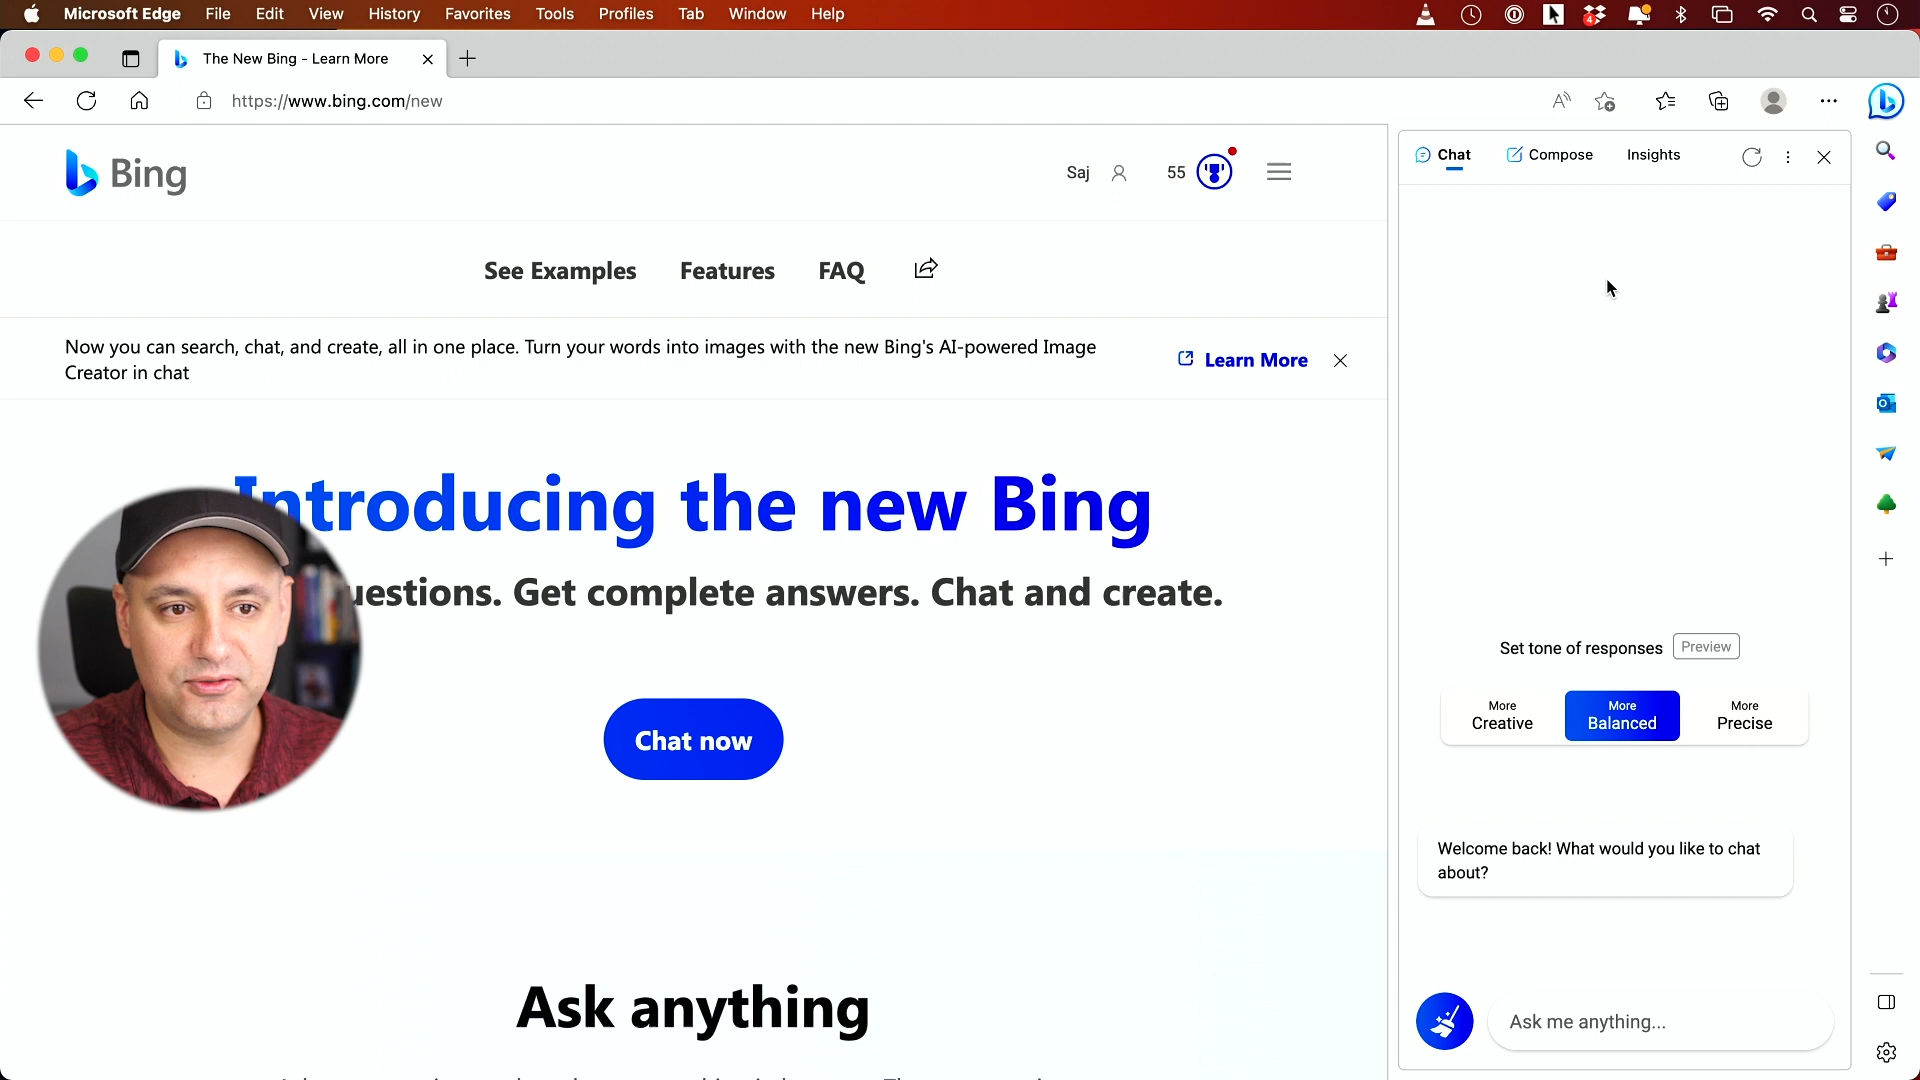 Microsoft Edge File Edit View History Favorites Tools Profiles Tab Window Help
4
The New Bing - Learn More
https://www.bing.com/new
Bing
Saj
55
See Examples Features FAQ
Now you can search, chat, and create, all in one place. Turn your words into images with the new Bing's AI-powered Image
Creator in chat
Learn More
Introducing the new Bing
uestions. Get complete answers. Chat and create.
Chat now
Ask anything
Chat Compose Insights
Set tone of responses Preview
More Creative
More Balanced
More Precise
Welcome back! What would you like to chat
about?
Ask me anything...